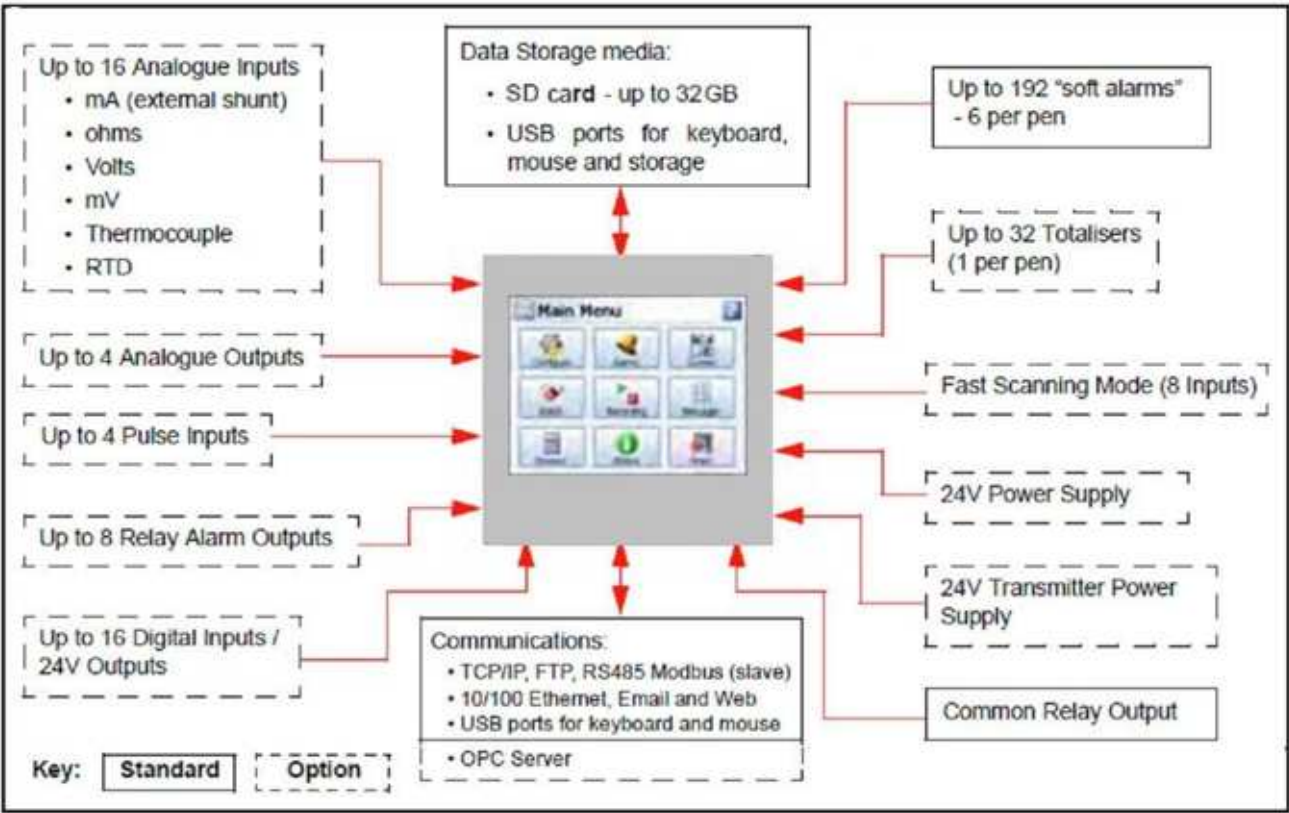 Up to 16 Analogue Inputs
• mA (external shunt)
• ohms
• Volts
• mV
• Thermocouple
• RTD
Up to 4 Analogue Outputs
Up to 4 Pulse Inputs
Up to 8 Relay Alarm Outputs
Up to 16 Digital Inputs /
24V Outputs
Data Storage media:
• SD card - up to 32GB
• USB ports for keyboard,
mouse and storage
Main Menu
Recording
Status
Communications:
• TCP/IP, FTP, RS485 Modbus (slave)
• 10/100 Ethernet, Email and Web
• USB ports for keyboard and mouse
• OPC Server
Up to 192 "soft alarms"
- 6 per pen
Up to 32 Totalisers
(1 per pen)
Fast Scanning Mode (8 Inputs)
24V Power Supply
24V Transmitter Power
Supply
Common Relay Output
Key: Standard Option